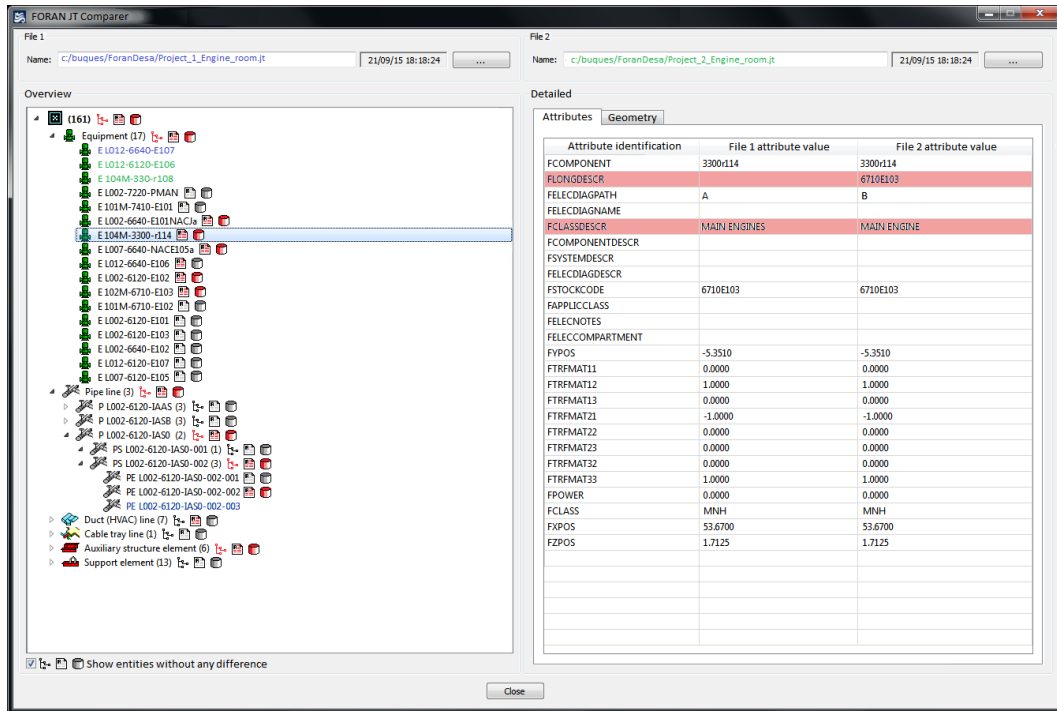 FORAN JT Comparer
File 1
Name: c:/buques/ForanDesa/Project_1_Engine_room.jt 21/09/15 18:18:24 ...
File 2
Name: c:/buques/ForanDesa/Project_2_Engine_room.jt 21/09/15 18:18:24 ...
Overview
(161)
Equipment (17)
E L012-6640-E107
E L012-6120-E106
E 104M-330-r108
E L002-7220-PMAN
E 101M-7410-E101
E L002-6640-E101NACJa
E 104M-3300-r114
E L007-6640-NACE105a
E L012-6640-E106
E L002-6120-E102
E 102M-6710-E103
E 101M-6710-E102
E L002-6120-E101
E L002-6120-E103
E L002-6640-E102
E L012-6120-E107
E L007-6120-E105
Pipe line (3)
P L002-6120-IAAS (3)
P L002-6120-IASB (3)
P L002-6120-IAS0 (2)
PS L002-6120-IAS0-001 (1)
PS L002-6120-IAS0-002 (3)
PE L002-6120-IAS0-002-001
PE L002-6120-IAS0-002-002
PE L002-6120-IAS0-002-003
Duct (HVAC) line (7)
Cable tray line (1)
Auxiliary structure element (6)
Support element (13)
Show entities without any difference
Detailed
Attributes Geometry
Attribute identification File 1 attribute value File 2 attribute value
FCOMPONENT 3300r114 3300r114
FLONGDESCR 6710E103
FELECDIAGPATH A B
FELECDIAGNAME
FCLASSDESCR MAIN ENGINES MAIN ENGINE
FCOMPONENTDESCR
FSYSTEMDESCR
FELECDIAGDESCR
FSTOCKCODE 6710E103 6710E103
FAPPLICCLASS
FELECNOTES
FELECCOMPARTMENT
FYPOS -5.3510 -5.3510
FTRFMAT11 0.0000 0.0000
FTRFMAT12 1.0000 1.0000
FTRFMAT13 0.0000 0.0000
FTRFMAT21 -1.0000 -1.0000
FTRFMAT22 0.0000 0.0000
FTRFMAT23 0.0000 0.0000
FTRFMAT32 0.0000 0.0000
FTRFMAT33 1.0000 1.0000
FPOWER 0.0000 0.0000
FCLASS MNH MNH
FXPOS 53.6700 53.6700
FZPOS 1.7125 1.7125
Close